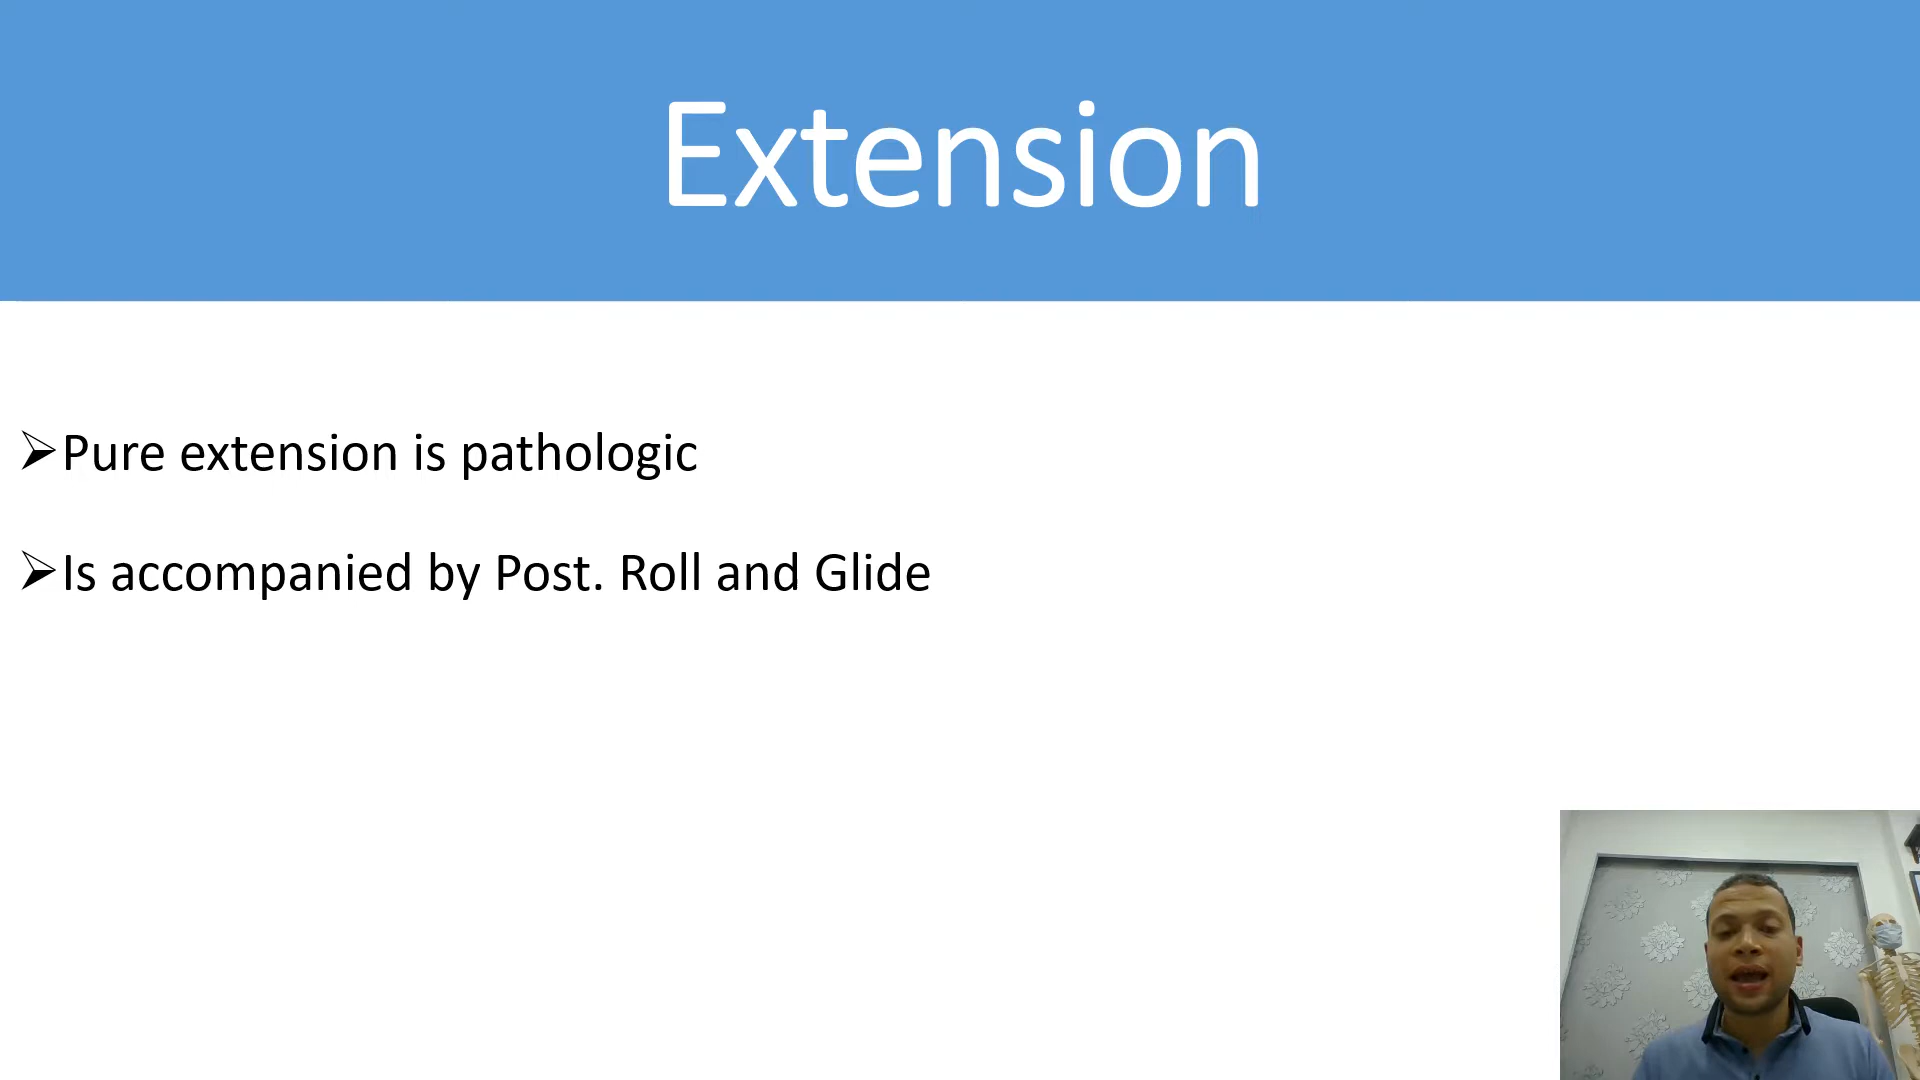 Extension
➢Pure extension is pathologic
➢Is accompanied by Post. Roll and Glide